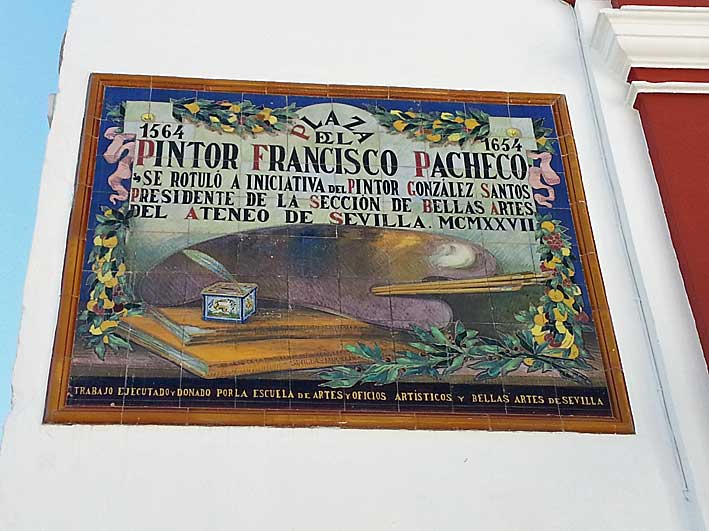 PLAZA
DEL
1564
1654
PINTOR FRANCISCO PACHECO
SE ROTULÓ A INICIATIVA DEL PINTOR GONZÁLEZ SANTOS
PRESIDENTE DE LA SECCIÓN DE BELLAS ARTES
DEL ATENEO DE SEVILLA. MCMXXVII
TRABAJO EJECUTADO Y DONADO POR LA ESCUELA DE ARTES Y OFICIOS ARTÍSTICOS Y BELLAS ARTES DE SEVILLA